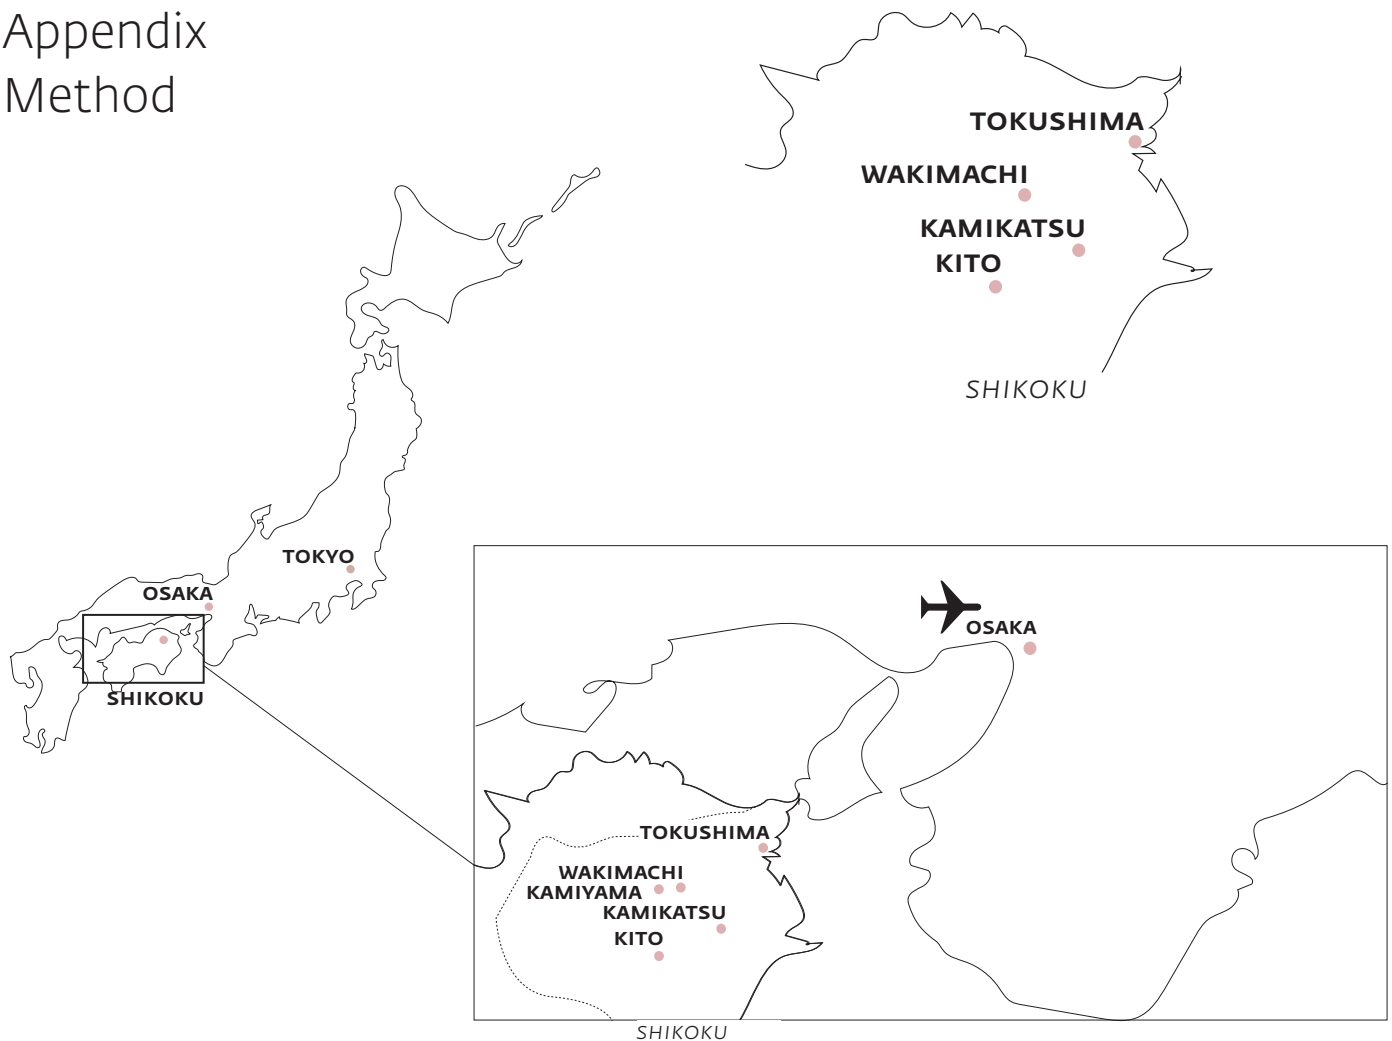 Appendix
Method
TOKUSHIMA
WAKIMACHI
KAMIKATSU
KITO
SHIKOKU
TOKYO
OSAKA
SHIKOKU
OSAKA
TOKUSHIMA
WAKIMACHI
KAMIYAMA
KAMIKATSU
KITO
SHIKOKU